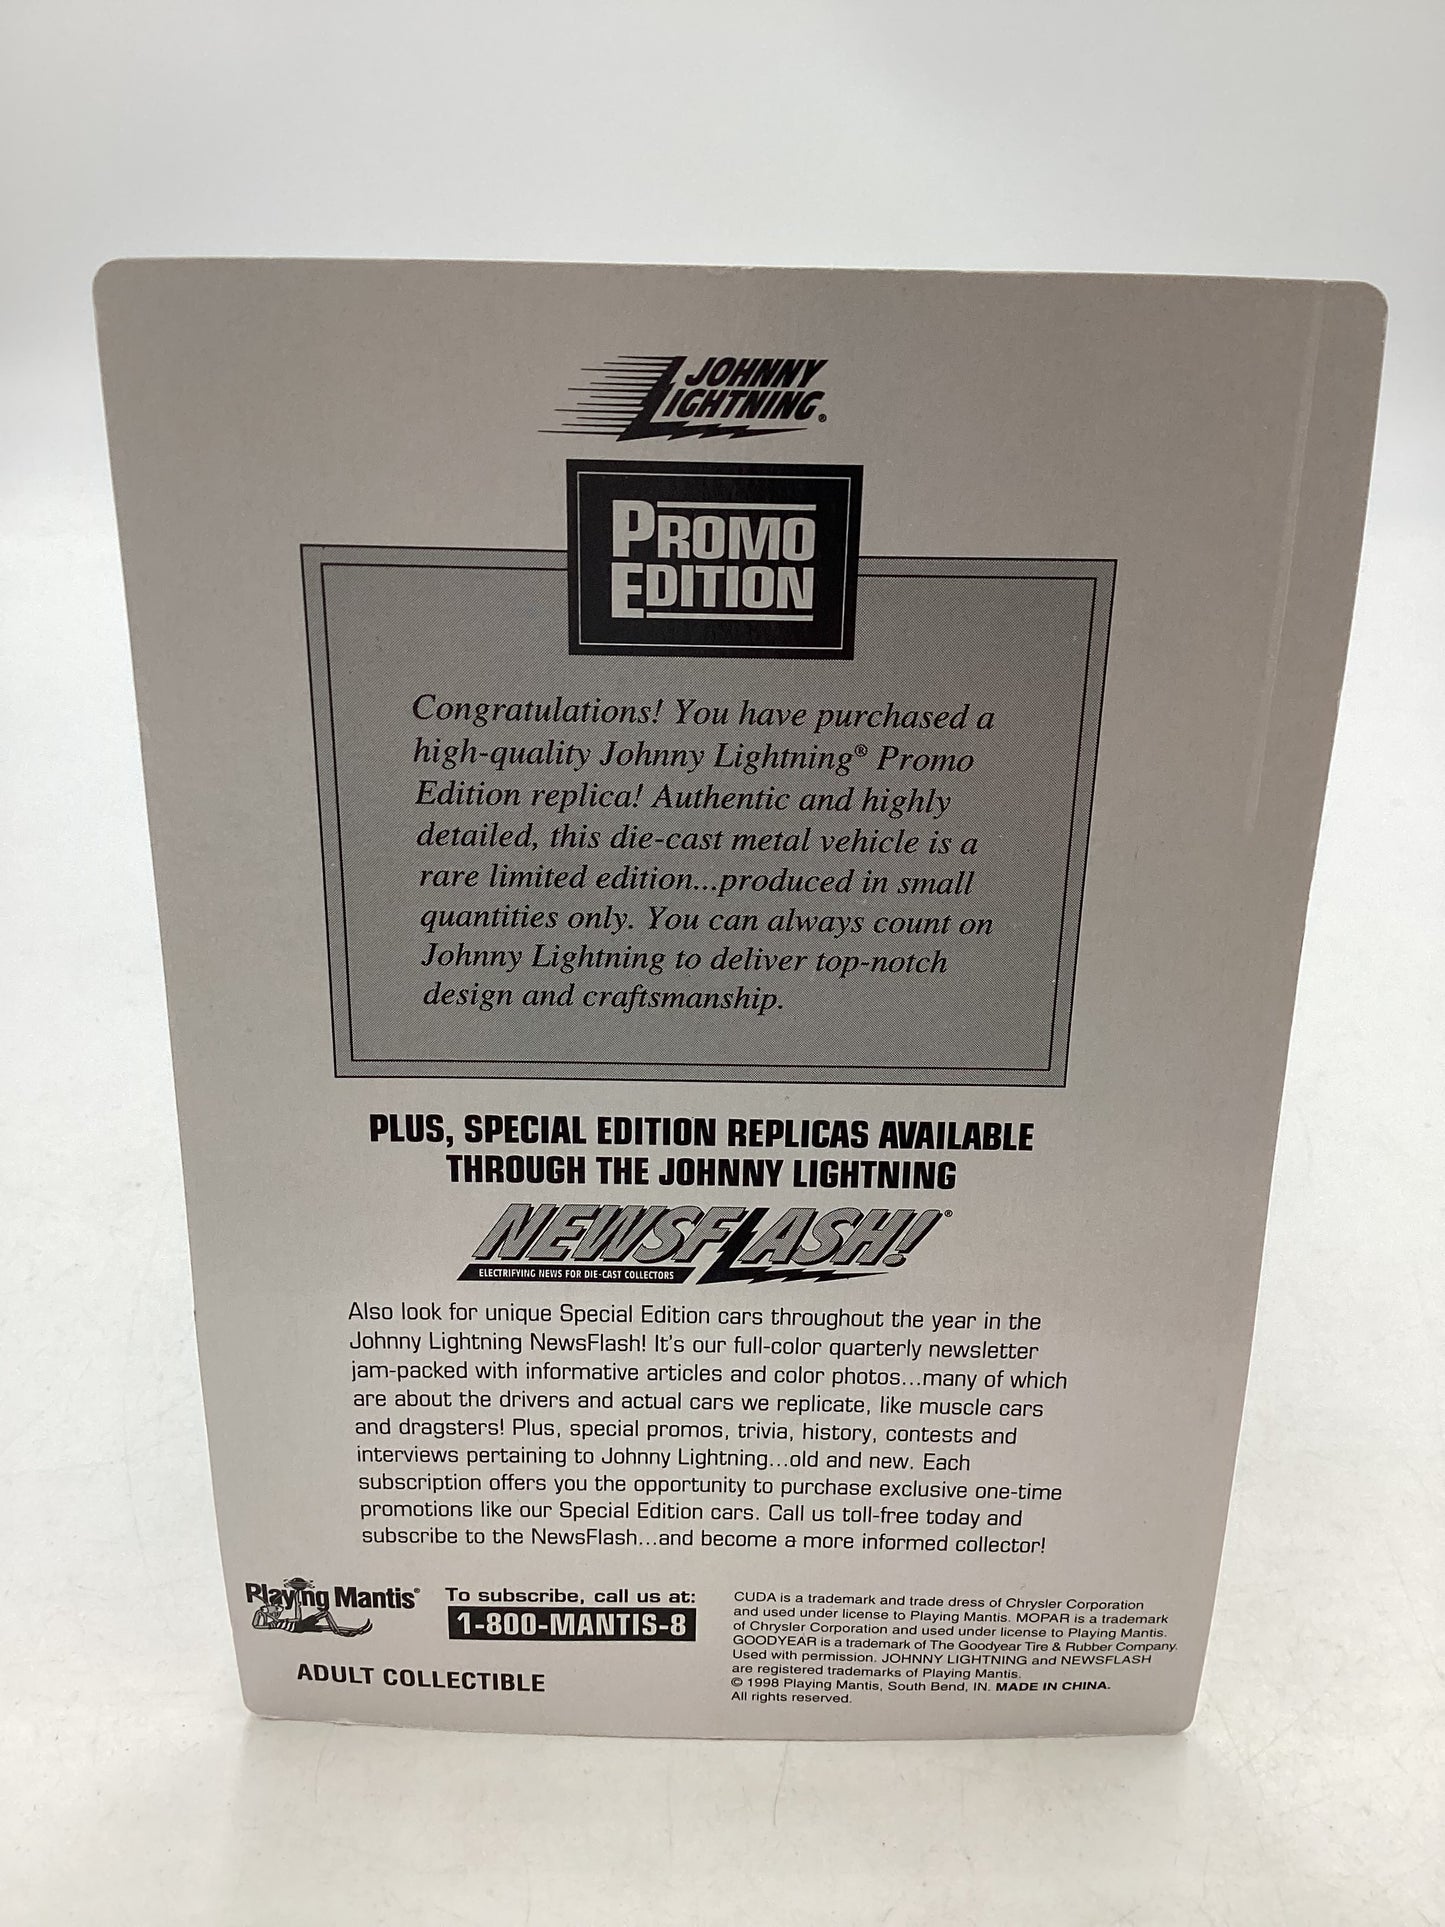 JOHNNY
LIGHTNING®
PROMO
EDITION
Congratulations! You have purchased a
high-quality Johnny Lightning® Promo
Edition replica! Authentic and highly
detailed, this die-cast metal vehicle is a
rare limited edition...produced in small
quantities only. You can always count on
Johnny Lightning to deliver top-notch
design and craftsmanship.
PLUS, SPECIAL EDITION REPLICAS AVAILABLE
THROUGH THE JOHNNY LIGHTNING
NEWSFLASH!®
ELECTRIFYING NEWS FOR DIE-CAST COLLECTORS
Also look for unique Special Edition cars throughout the year in the
Johnny Lightning NewsFlash! It's our full-color quarterly newsletter
jam-packed with informative articles and color photos...many of which
are about the drivers and actual cars we replicate, like muscle cars
and dragsters! Plus, special promos, trivia, history, contests and
interviews pertaining to Johnny Lightning...old and new. Each
subscription offers you the opportunity to purchase exclusive one-time
promotions like our Special Edition cars. Call us toll-free today and
subscribe to the NewsFlash...and become a more informed collector!
Playing Mantis®
To subscribe, call us at:
1-800-MANTIS-8
ADULT COLLECTIBLE
CUDA is a trademark and trade dress of Chrysler Corporation
and used under license to Playing Mantis. MOPAR is a trademark
of Chrysler Corporation and used under license to Playing Mantis.
GOODYEAR is a trademark of The Goodyear Tire & Rubber Company.
Used with permission. JOHNNY LIGHTNING and NEWSFLASH
are registered trademarks of Playing Mantis.
© 1998 Playing Mantis, South Bend, IN. MADE IN CHINA.
All rights reserved.